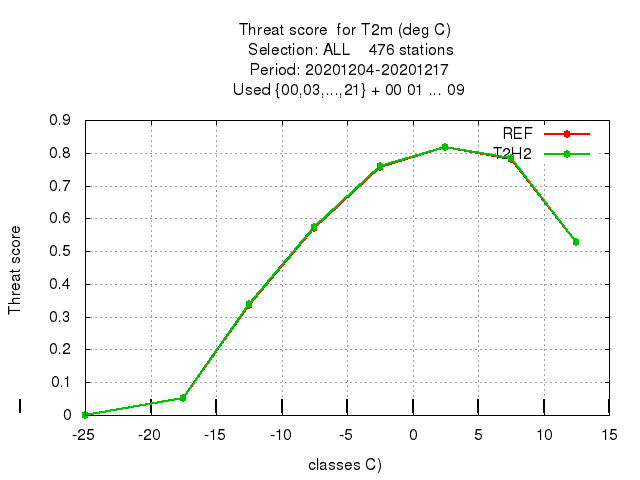 Threat score  for T2m (deg C)
Selection: ALL    476 stations
Period: 20201204-20201217
Used {00,03,...,21} + 00 01 ... 09
0.9
REF
T2H2
0.8
0.7
0.6
0.5
0.4
0.3
0.2
0.1
0
Threat score
-25 -20 -15 -10 -5 0 5 10 15
classes C)